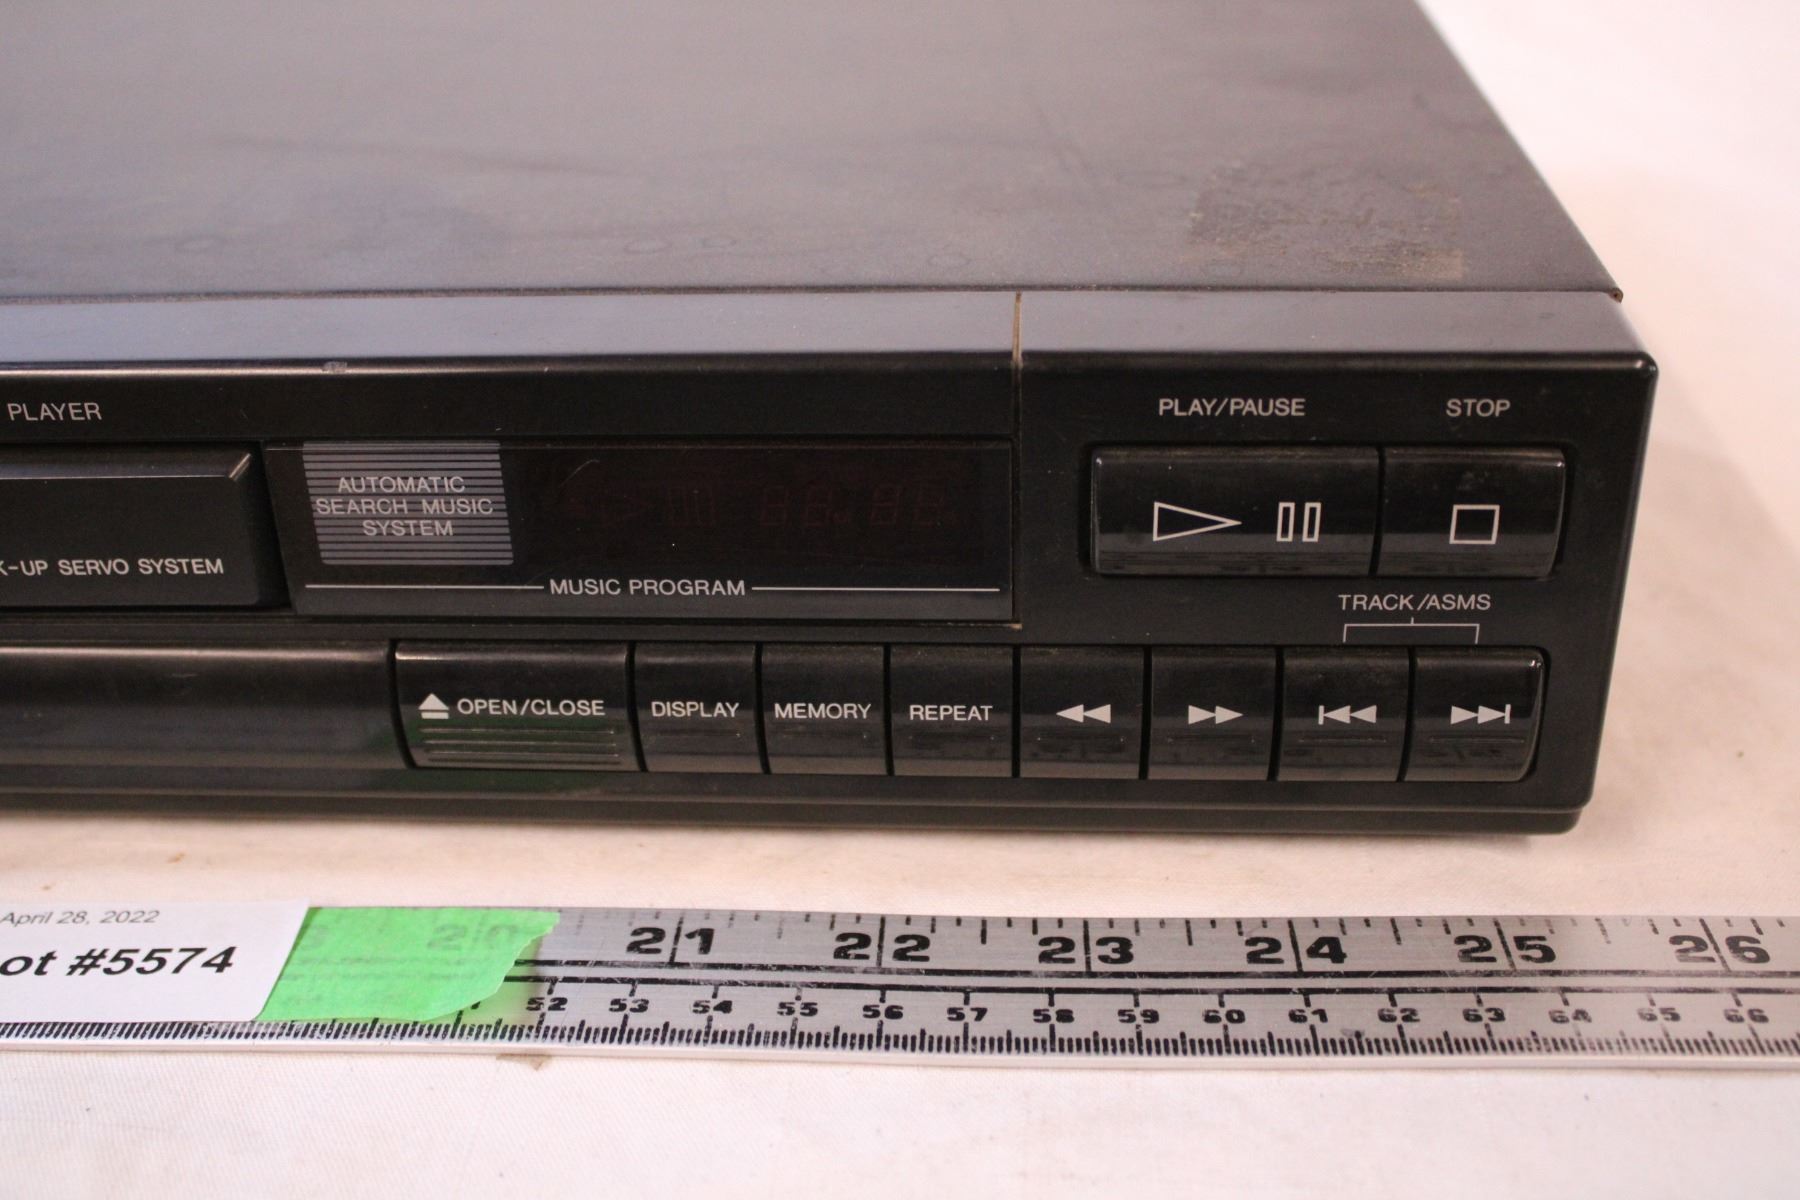 PLAYER
PLAY/PAUSE
STOP
AUTOMATIC
SEARCH MUSIC
SYSTEM
K-UP SERVO SYSTEM
MUSIC PROGRAM
TRACK/ASMS
OPEN/CLOSE
DISPLAY
MEMORY
REPEAT
April 28, 2022
ot #5574
20 21 22 23 24 25 26
52 53 54 55 56 57 58 59 60 61 62 63 64 65 66